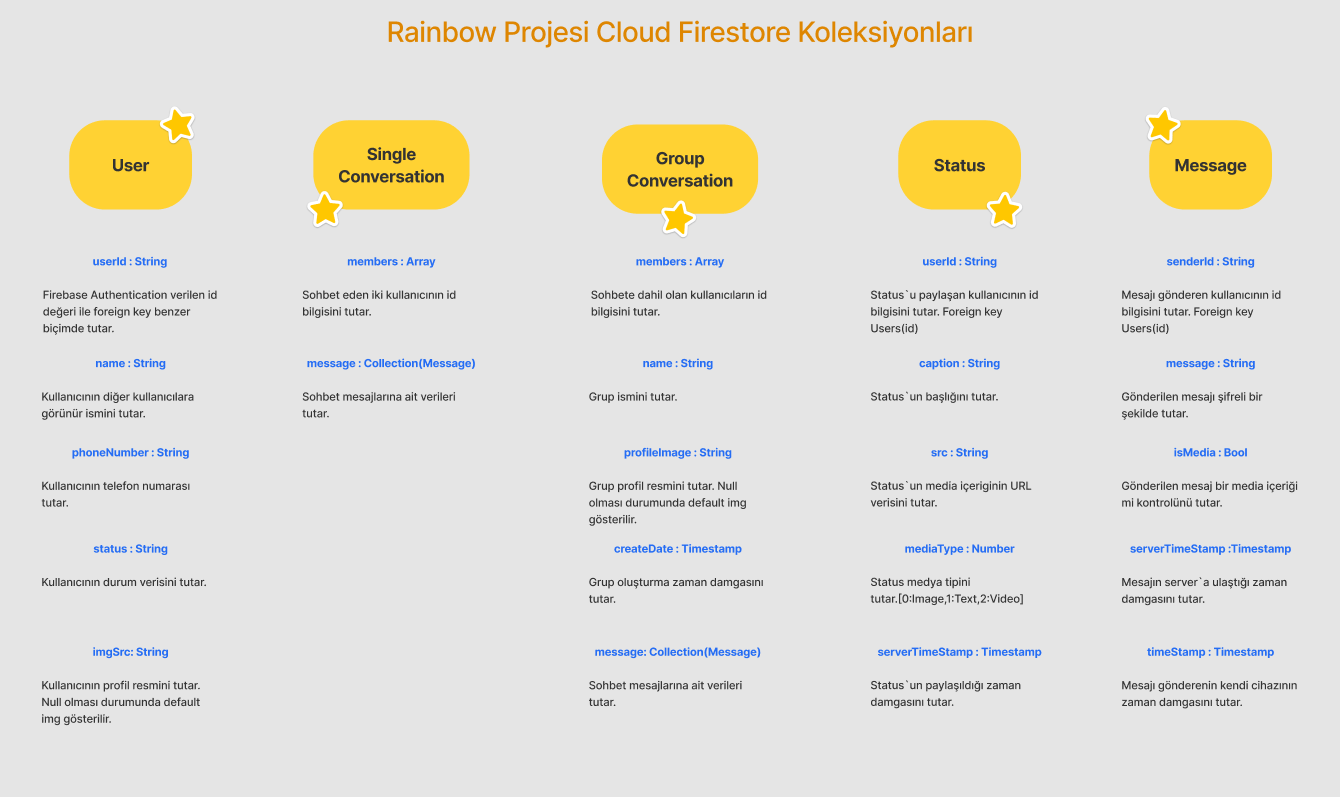 Rainbow Projesi Cloud Firestore Koleksiyonları
User
userId : String
Firebase Authentication verilen id
değeri ile foreign key benzer
biçimde tutar.
name : String
Kullanıcının diğer kullanıcılara
görünür ismini tutar.
phoneNumber : String
Kullanıcının telefon numarası
tutar.
status : String
Kullanıcının durum verisini tutar.
imgSrc: String
Kullanıcının profil resmini tutar.
Null olması durumunda default
img gösterilir.
Single
Conversation
members : Array
Sohbet eden iki kullanıcının id
bilgisini tutar.
message : Collection(Message)
Sohbet mesajlarına ait verileri
tutar.
Group
Conversation
members : Array
Sohbete dahil olan kullanıcıların id
bilgisini tutar.
name : String
Grup ismini tutar.
profileImage : String
Grup profil resmini tutar. Null
olması durumunda default img
gösterilir.
createDate : Timestamp
Grup oluşturma zaman damgasını
tutar.
message: Collection(Message)
Sohbet mesajlarına ait verileri
tutar.
Status
userId : String
Status`u paylaşan kullanıcının id
bilgisini tutar. Foreign key
Users(id)
caption : String
Status`un başlığını tutar.
src : String
Status`un media içeriğinin URL
verisini tutar.
mediaType : Number
Status medya tipini
tutar.[0:Image,1:Text,2:Video]
serverTimeStamp : Timestamp
Status`un paylaşıldığı zaman
damgasını tutar.
Message
senderId : String
Mesajı gönderen kullanıcının id
bilgisini tutar. Foreign key
Users(id)
message : String
Gönderilen mesajı şifreli bir
şekilde tutar.
isMedia : Bool
Gönderilen mesaj bir media içeriği
mi kontrolünü tutar.
serverTimeStamp :Timestamp
Mesajın server`a ulaştığı zaman
damgasını tutar.
timeStamp : Timestamp
Mesajı gönderenin kendi cihazının
zaman damgasını tutar.